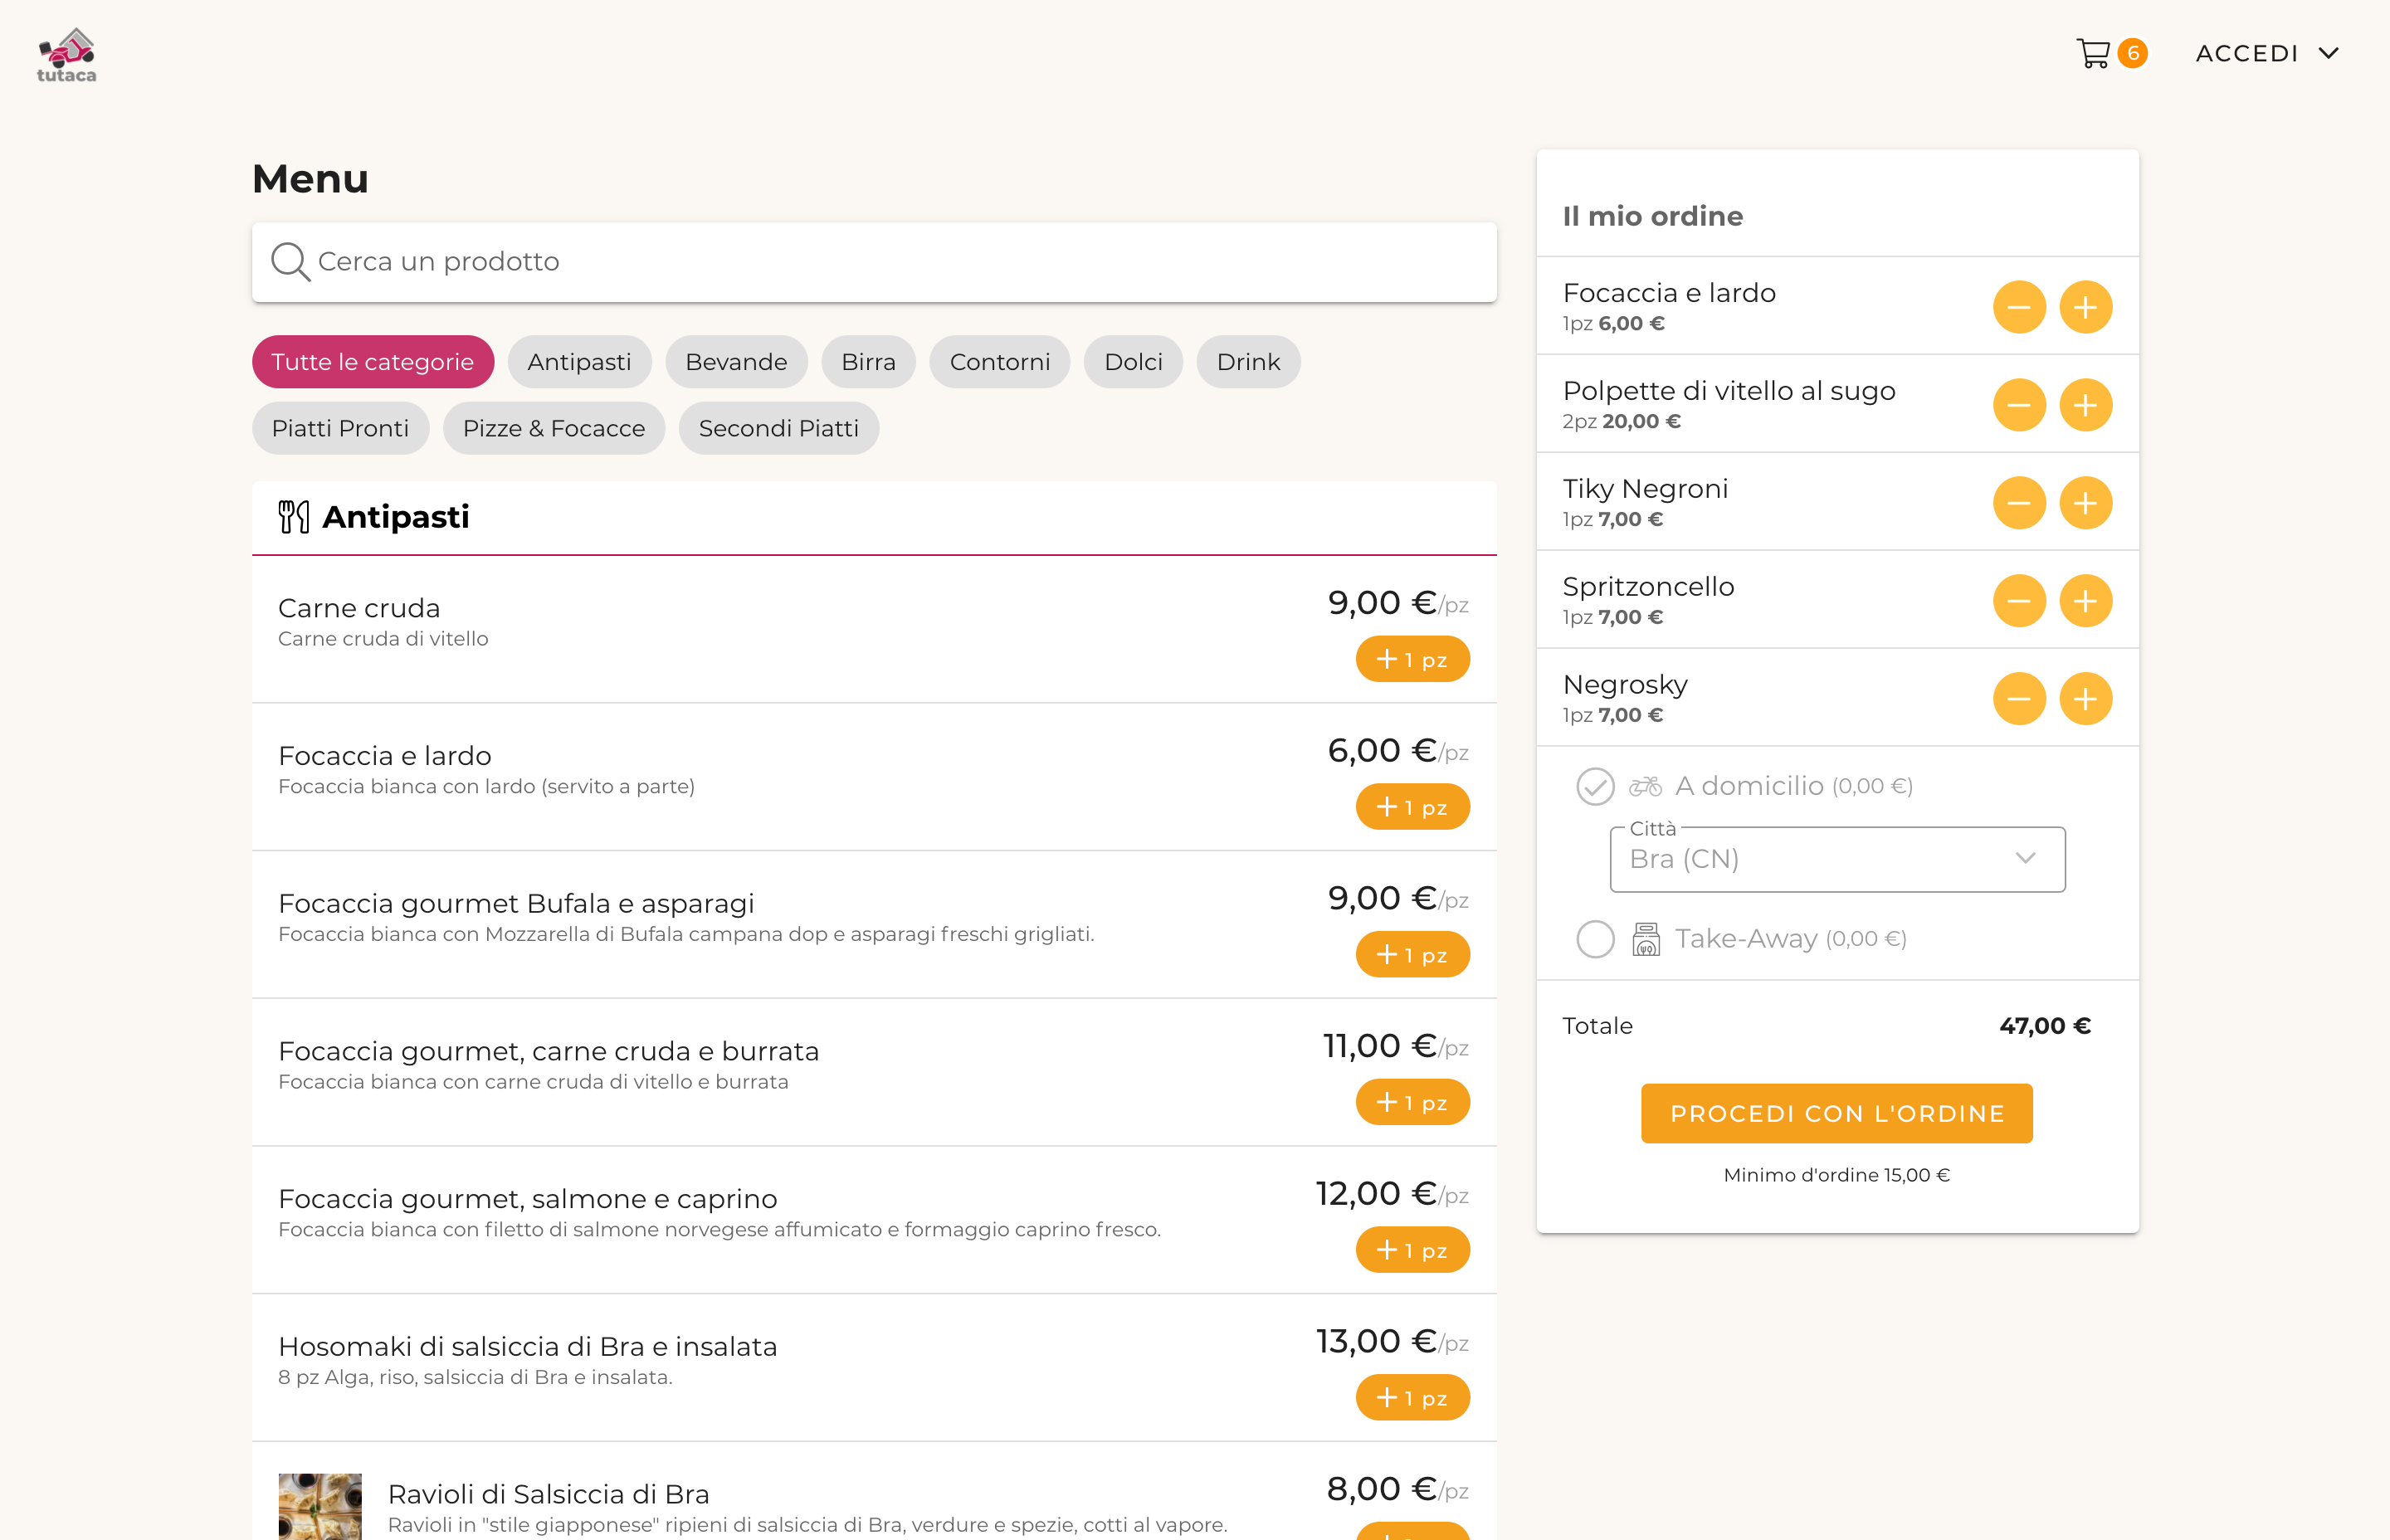 tutaca
6
ACCEDI
Menu
Cerca un prodotto
Tutte le categorie
Antipasti
Bevande
Birra
Contorni
Dolci
Drink
Piatti Pronti
Pizze & Focacce
Secondi Piatti
Antipasti
Carne cruda
Carne cruda di vitello
9,00 €/pz
+ 1 pz
Focaccia e lardo
Focaccia bianca con lardo (servito a parte)
6,00 €/pz
+ 1 pz
Focaccia gourmet Bufala e asparagi
Focaccia bianca con Mozzarella di Bufala campana dop e asparagi freschi grigliati.
9,00 €/pz
+ 1 pz
Focaccia gourmet, carne cruda e burrata
Focaccia bianca con carne cruda di vitello e burrata
11,00 €/pz
+ 1 pz
Focaccia gourmet, salmone e caprino
Focaccia bianca con filetto di salmone norvegese affumicato e formaggio caprino fresco.
12,00 €/pz
+ 1 pz
Hosomaki di salsiccia di Bra e insalata
8 pz Alga, riso, salsiccia di Bra e insalata.
13,00 €/pz
+ 1 pz
Ravioli di Salsiccia di Bra
Ravioli in "stile giapponese" ripieni di salsiccia di Bra, verdure e spezie, cotti al vapore.
8,00 €/pz
Il mio ordine
Focaccia e lardo
1pz 6,00 €
Polpette di vitello al sugo
2pz 20,00 €
Tiky Negroni
1pz 7,00 €
Spritzoncello
1pz 7,00 €
Negrosky
1pz 7,00 €
A domicilio (0,00 €)
Città
Bra (CN)
Take-Away (0,00 €)
Totale
47,00 €
PROCEDI CON L'ORDINE
Minimo d'ordine 15,00 €